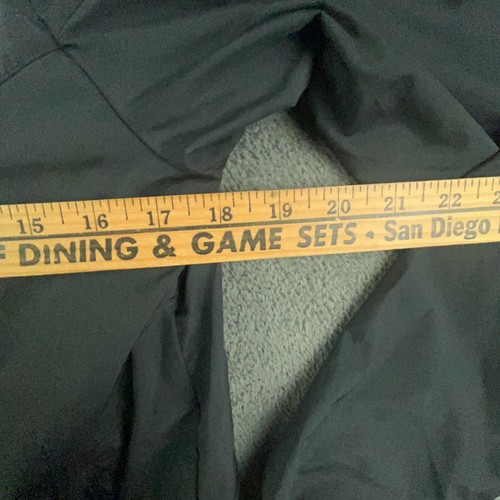 15 16 17 18 19 20 21 22
DINING & GAME SETS • San Diego